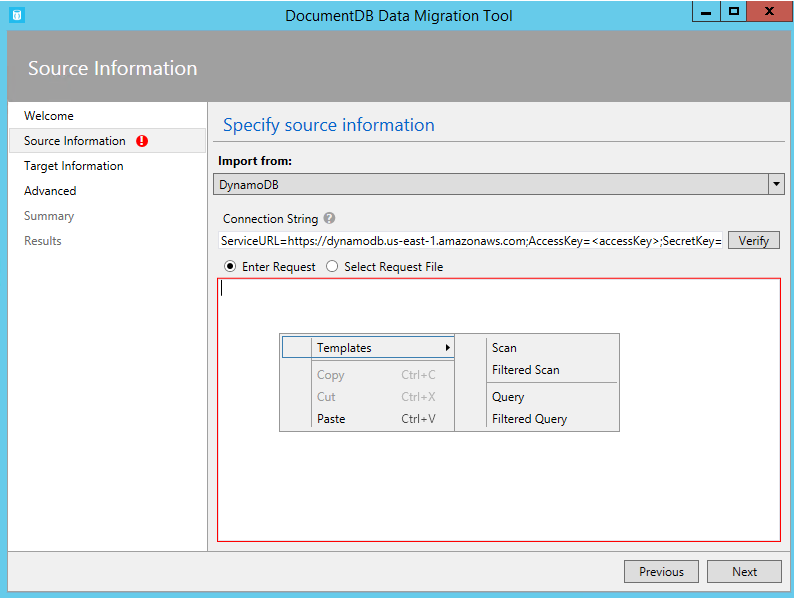 DocumentDB Data Migration Tool
Source Information
Welcome
Source Information
Target Information
Advanced
Summary
Results
Specify source information
Import from:
DynamoDB
Connection String ?
ServiceURL=https://dynamodb.us-east-1.amazonaws.com;AccessKey=<accessKey>;SecretKey=
Verify
Enter Request Select Request File
Templates
Copy Ctrl+C
Cut Ctrl+X
Paste Ctrl+V
Scan
Filtered Scan
Query
Filtered Query
Previous Next